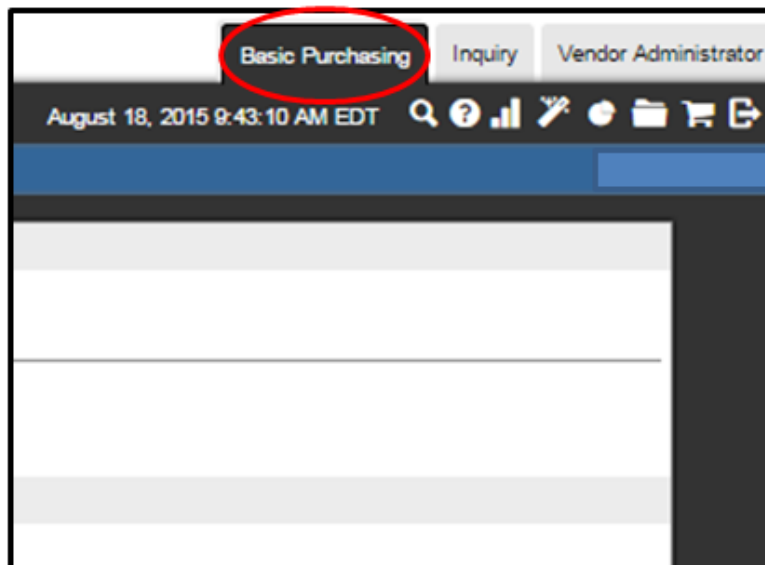 Basic Purchasing Inquiry Vendor Administrator
August 18, 2015 9:43:10 AM EDT